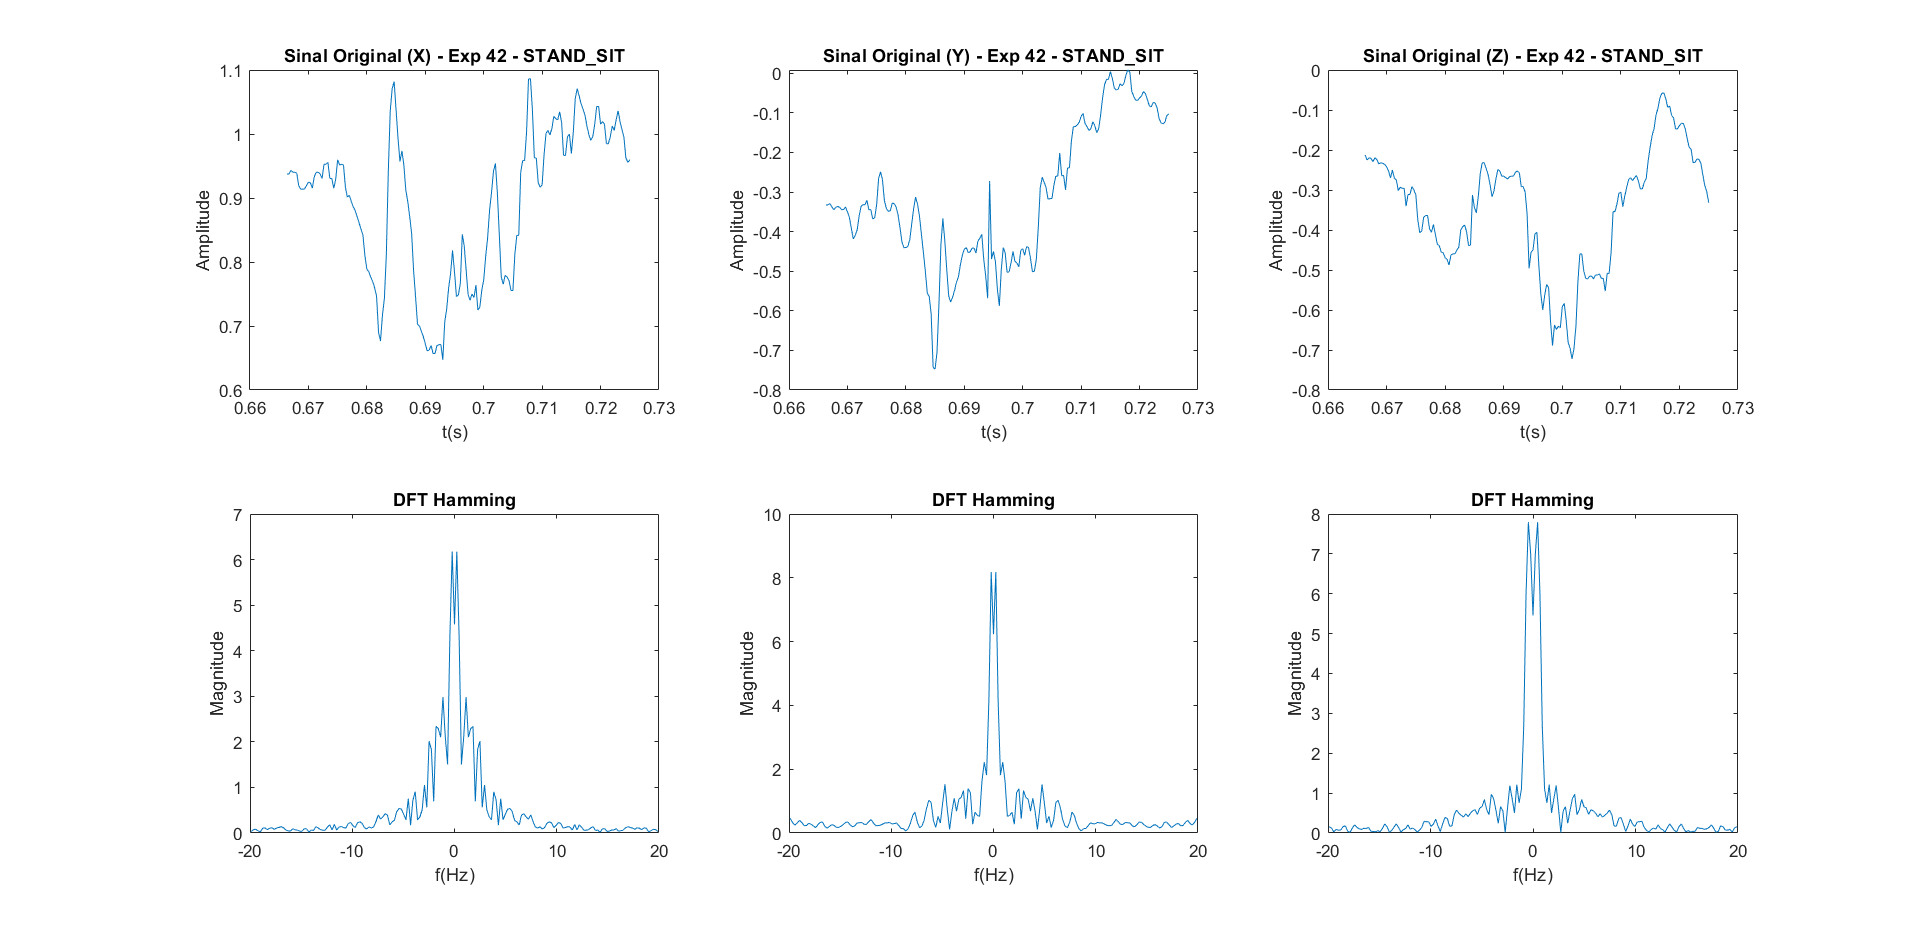 Sinal Original (X) - Exp 42 - STAND_SIT
1.1
1
0.9
0.8
0.7
0.6
Amplitude
0.66 0.67 0.68 0.69 0.7 0.71 0.72 0.73
t(s)
Sinal Original (Y) - Exp 42 - STAND_SIT
0
-0.1
-0.2
-0.3
-0.4
-0.5
-0.6
-0.7
-0.8
Amplitude
0.66 0.67 0.68 0.69 0.7 0.71 0.72 0.73
t(s)
Sinal Original (Z) - Exp 42 - STAND_SIT
0
-0.1
-0.2
-0.3
-0.4
-0.5
-0.6
-0.7
-0.8
Amplitude
0.66 0.67 0.68 0.69 0.7 0.71 0.72 0.73
t(s)
DFT Hamming
7
6
5
4
3
2
1
0
Magnitude
-20 -10 0 10 20
f(Hz)
DFT Hamming
10
8
6
4
2
0
Magnitude
-20 -10 0 10 20
f(Hz)
DFT Hamming
8
7
6
5
4
3
2
1
0
Magnitude
-20 -10 0 10 20
f(Hz)